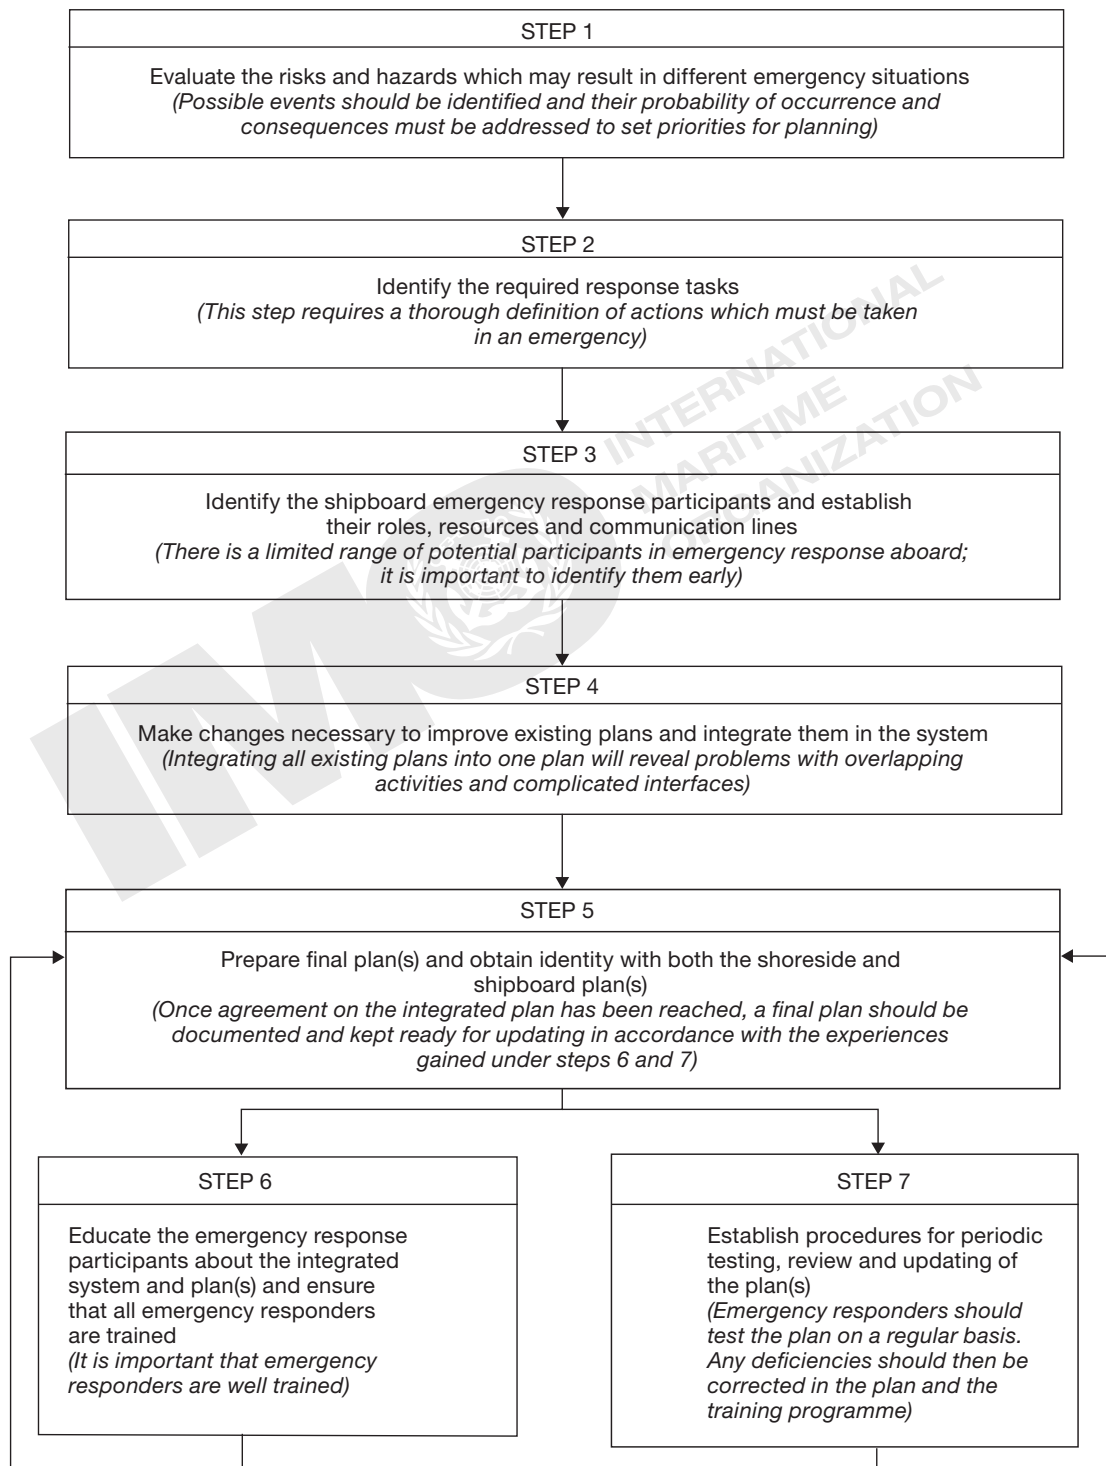 STEP 1
Evaluate the risks and hazards which may result in different emergency situations
(Possible events should be identified and their probability of occurrence and
consequences must be addressed to set priorities for planning)
STEP 2
Identify the required response tasks
(This step requires a thorough definition of actions which must be taken
in an emergency)
INTERNATIONAL
MARITIME
ORGANIZATION
IMO
STEP 3
Identify the shipboard emergency response participants and establish
their roles, resources and communication lines
(There is a limited range of potential participants in emergency response aboard;
it is important to identify them early)
STEP 4
Make changes necessary to improve existing plans and integrate them in the system
(Integrating all existing plans into one plan will reveal problems with overlapping
activities and complicated interfaces)
STEP 5
Prepare final plan(s) and obtain identity with both the shoreside and
shipboard plan(s)
(Once agreement on the integrated plan has been reached, a final plan should be
documented and kept ready for updating in accordance with the experiences
gained under steps 6 and 7)
STEP 6
Educate the emergency response
participants about the integrated
system and plan(s) and ensure
that all emergency responders
are trained
(It is important that emergency
responders are well trained)
STEP 7
Establish procedures for periodic
testing, review and updating of
the plan(s)
(Emergency responders should
test the plan on a regular basis.
Any deficiencies should then be
corrected in the plan and the
training programme)